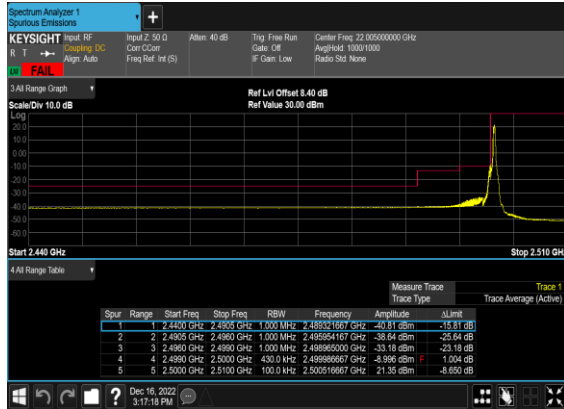 Spectrum Analyzer 1
Spurious Emissions
KEYSIGHT Input: RF Input Z: 50 Ω Atten: 40 dB Trig: Free Run Center Freq: 22.005000000 GHz
R T Coupling: DC Corr CCorr Gate: Off Avg|Hold: 1000/1000
Align: Auto Freq Ref: Int (S) IF Gain: Low Radio Std: None
FAIL
3 All Range Graph
Ref Lvl Offset 8.40 dB
Scale/Div 10.0 dB Ref Value 30.00 dBm
Log
20.0
10.0
0.00
-10.0
-20.0
-30.0
-40.0
-50.0
-60.0
Start 2.440 GHz Stop 2.510 GHz
4 All Range Table
Measure Trace Trace 1
Trace Type Trace Average (Active)
Spur Range Start Freq Stop Freq RBW Frequency Amplitude ΔLimit
1 1 2.4400 GHz 2.4905 GHz 1.000 MHz 2.489321667 GHz -40.81 dBm -15.81 dB
2 2 2.4905 GHz 2.4960 GHz 1.000 MHz 2.495954167 GHz -38.64 dBm -25.64 dB
3 3 2.4960 GHz 2.4990 GHz 1.000 MHz 2.498965000 GHz -33.18 dBm -23.18 dB
4 4 2.4990 GHz 2.5000 GHz 430.0 kHz 2.499986667 GHz -8.996 dBm F 1.004 dB
5 5 2.5000 GHz 2.5100 GHz 100.0 kHz 2.500516667 GHz 21.35 dBm -8.650 dB
Dec 16, 2022
3:17:18 PM